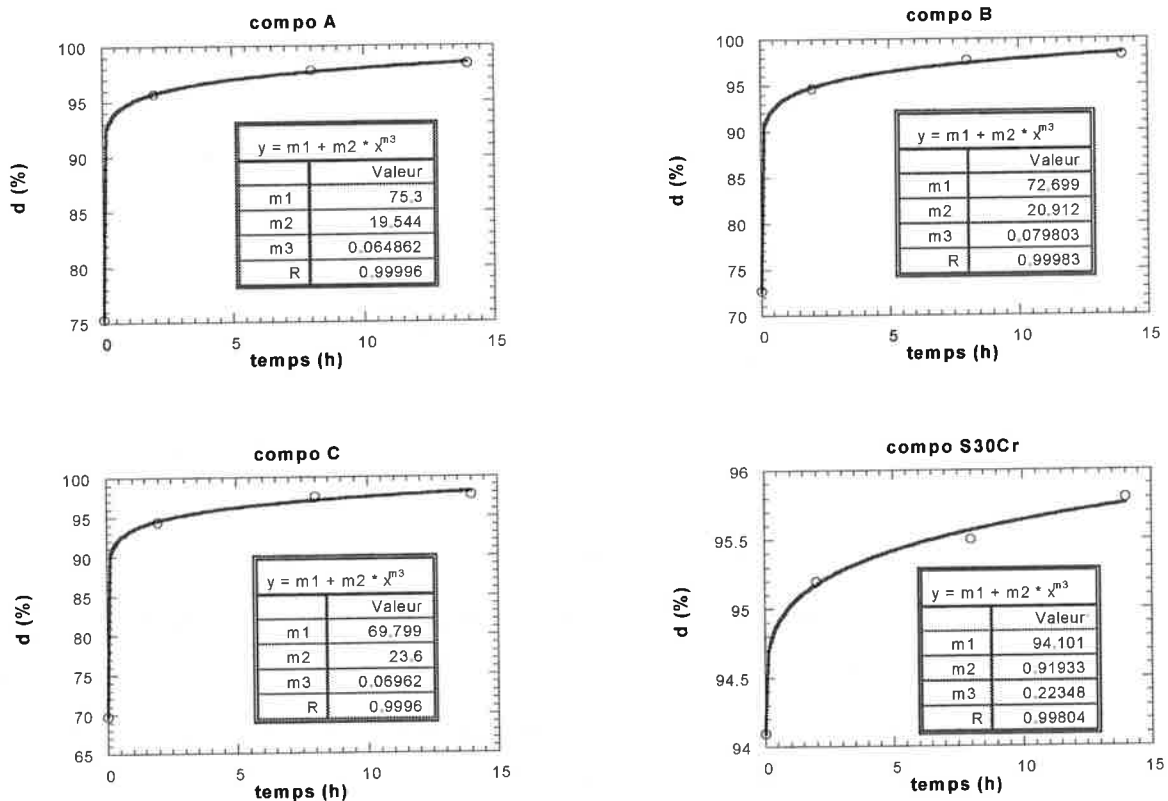 compo A
100
95
90
85
80
75
d (%)
0
5
10
15
temps (h)
y = m1 + m2 * x^m3
Valeur
m1 75.3
m2 19.544
m3 0.064862
R 0.99996
compo B
100
95
90
85
80
75
70
d (%)
0
5
10
15
temps (h)
y = m1 + m2 * x^m3
Valeur
m1 72.699
m2 20.912
m3 0.079803
R 0.99983
compo C
100
95
90
85
80
75
70
65
d (%)
0
5
10
15
temps (h)
y = m1 + m2 * x^m3
Valeur
m1 69.799
m2 23.6
m3 0.06962
R 0.9996
compo S30Cr
96
95.5
95
94.5
94
d (%)
0
5
10
15
temps (h)
y = m1 + m2 * x^m3
Valeur
m1 94.101
m2 0.91933
m3 0.22348
R 0.99804